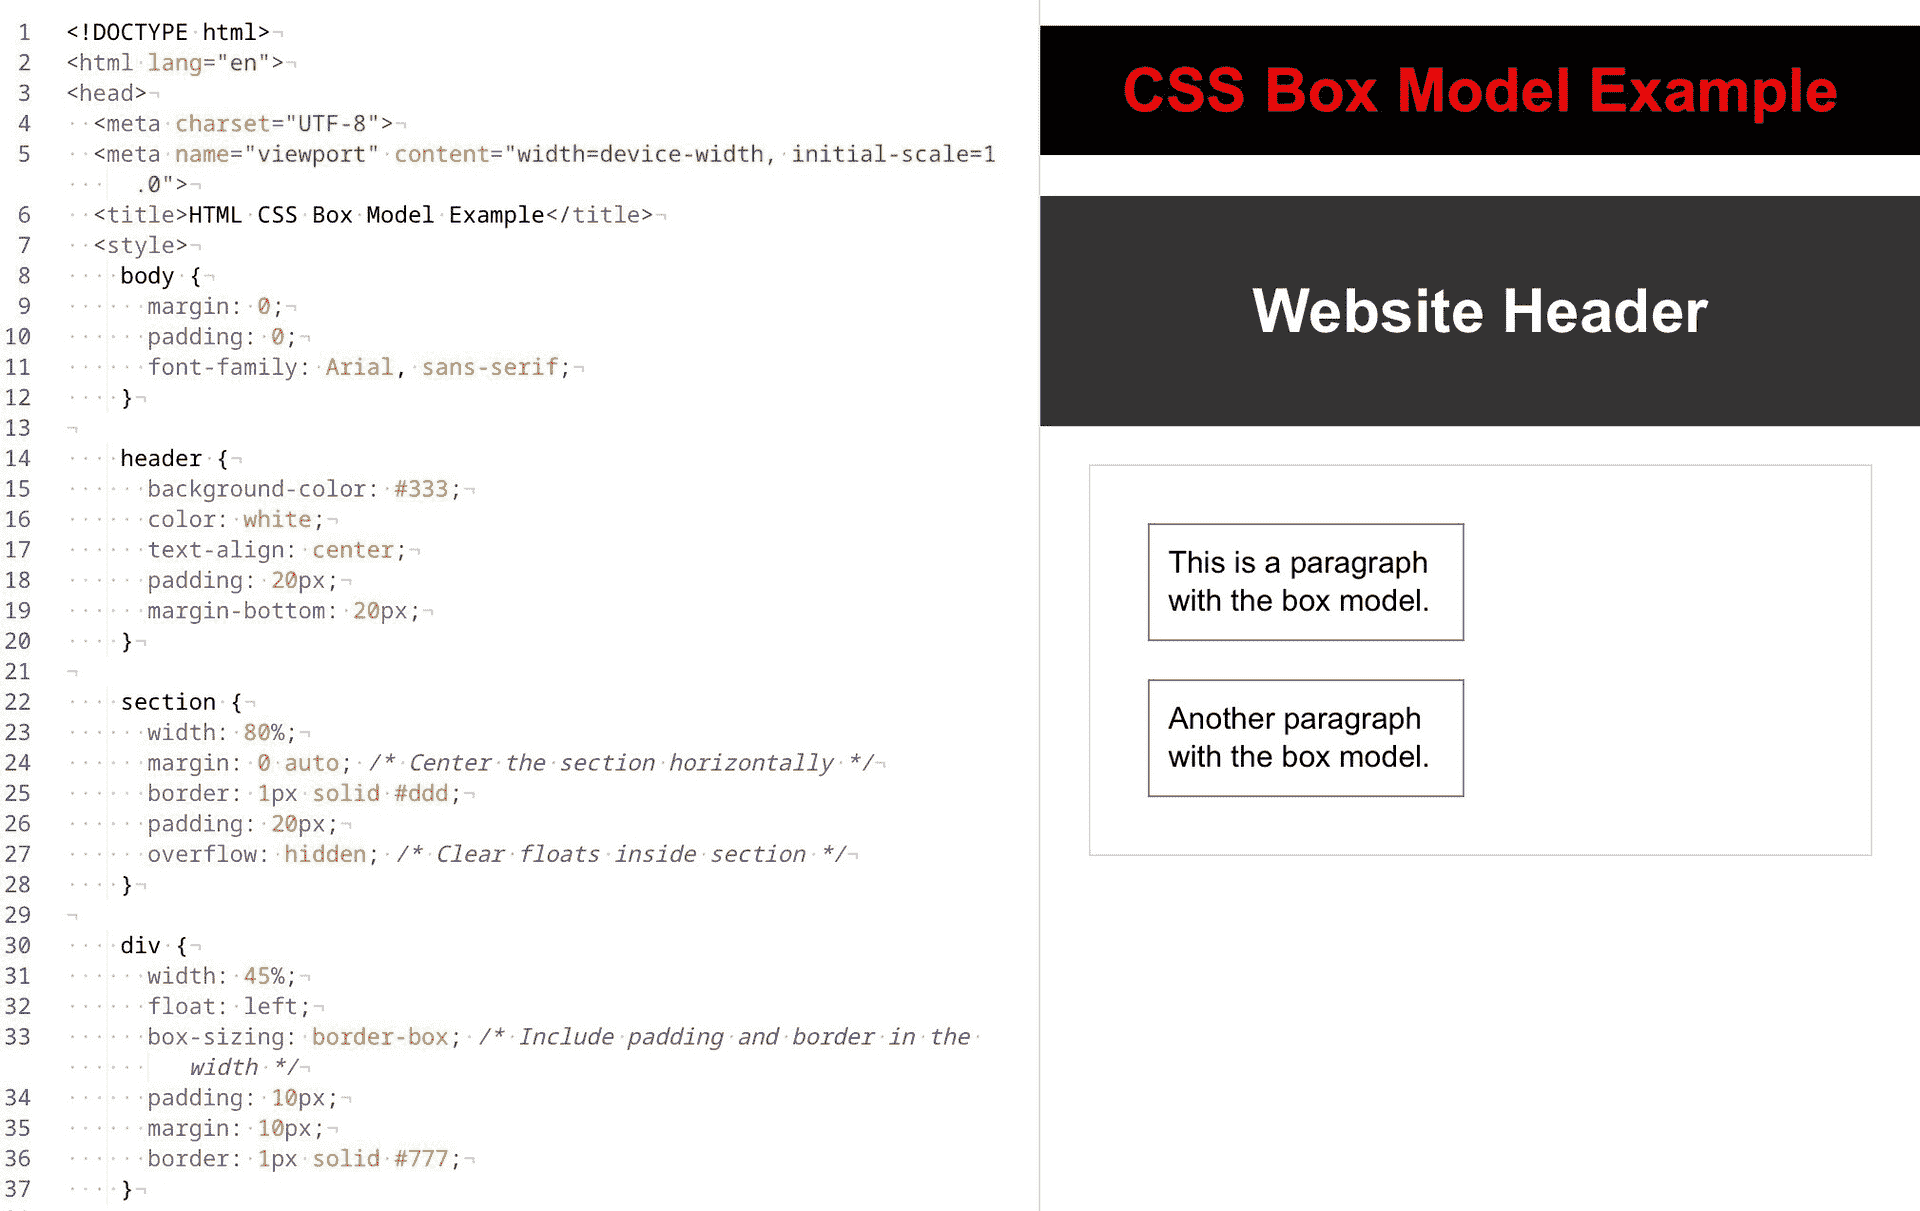 1 <!DOCTYPE html>
2 <html lang="en">
3 <head>
4   <meta charset="UTF-8">
5   <meta name="viewport" content="width=device-width, initial-scale=1
.0">
6   <title>HTML CSS Box Model Example</title>
7   <style>
8     body {
9       margin: 0;
10       padding: 0;
11       font-family: Arial, sans-serif;
12     }
13
14     header {
15       background-color: #333;
16       color: white;
17       text-align: center;
18       padding: 20px;
19       margin-bottom: 20px;
20     }
21
22     section {
23       width: 80%;
24       margin: 0 auto; /* Center the section horizontally */
25       border: 1px solid #ddd;
26       padding: 20px;
27       overflow: hidden; /* Clear floats inside section */
28     }
29
30     div {
31       width: 45%;
32       float: left;
33       box-sizing: border-box; /* Include padding and border in the
width */
34       padding: 10px;
35       margin: 10px;
36       border: 1px solid #777;
37     }
CSS Box Model Example
Website Header
This is a paragraph
with the box model.
Another paragraph
with the box model.